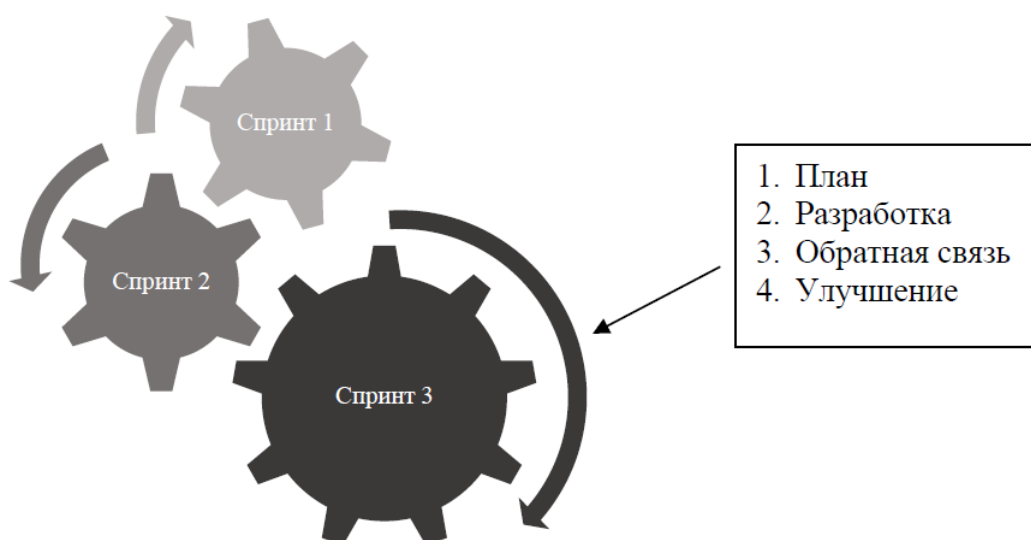 Спринт 1
Спринт 2
Спринт 3
1. План
2. Разработка
3. Обратная связь
4. Улучшение